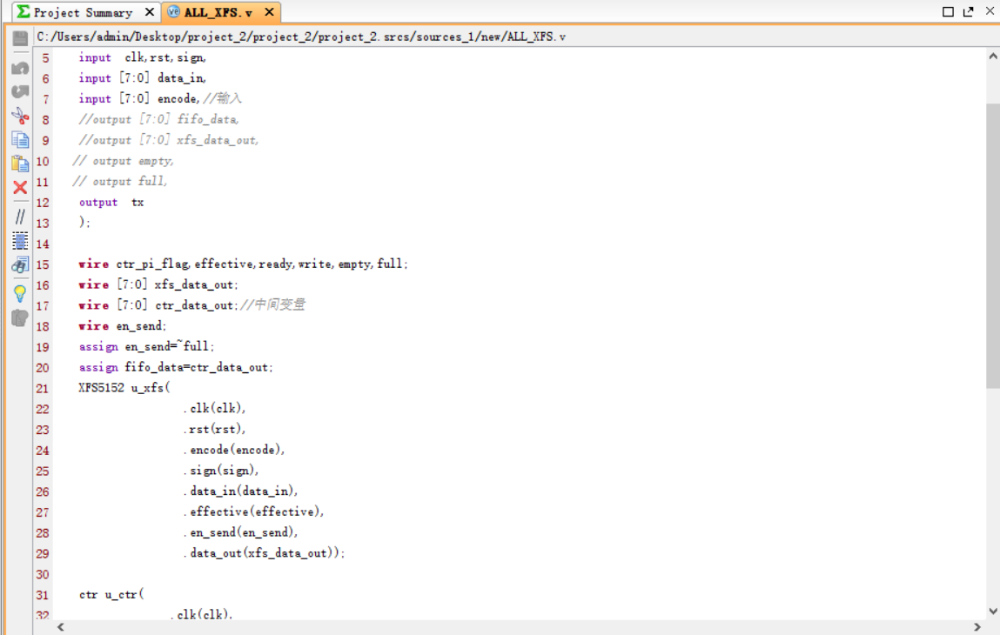 Project Summary × ALL_XFS.v ×
C:/Users/admin/Desktop/project_2/project_2/project_2.srcs/sources_1/new/ALL_XFS.v
5 input clk,rst,sign,
6 input [7:0] data_in,
7 input [7:0] encode,//输入
8 //output [7:0] fifo_data,
9 //output [7:0] xfs_data_out,
10 // output empty,
11 // output full,
12 output tx
13 );
14
15 wire ctr_pi_flag,effective,ready,write,empty,full;
16 wire [7:0] xfs_data_out;
17 wire [7:0] ctr_data_out;//中间变量
18 wire en_send;
19 assign en_send=~full;
20 assign fifo_data=ctr_data_out;
21 XFS5152 u_xfs(
22 .clk(clk),
23 .rst(rst),
24 .encode(encode),
25 .sign(sign),
26 .data_in(data_in),
27 .effective(effective),
28 .en_send(en_send),
29 .data_out(xfs_data_out));
30
31 ctr u_ctr(
32 .clk(clk),